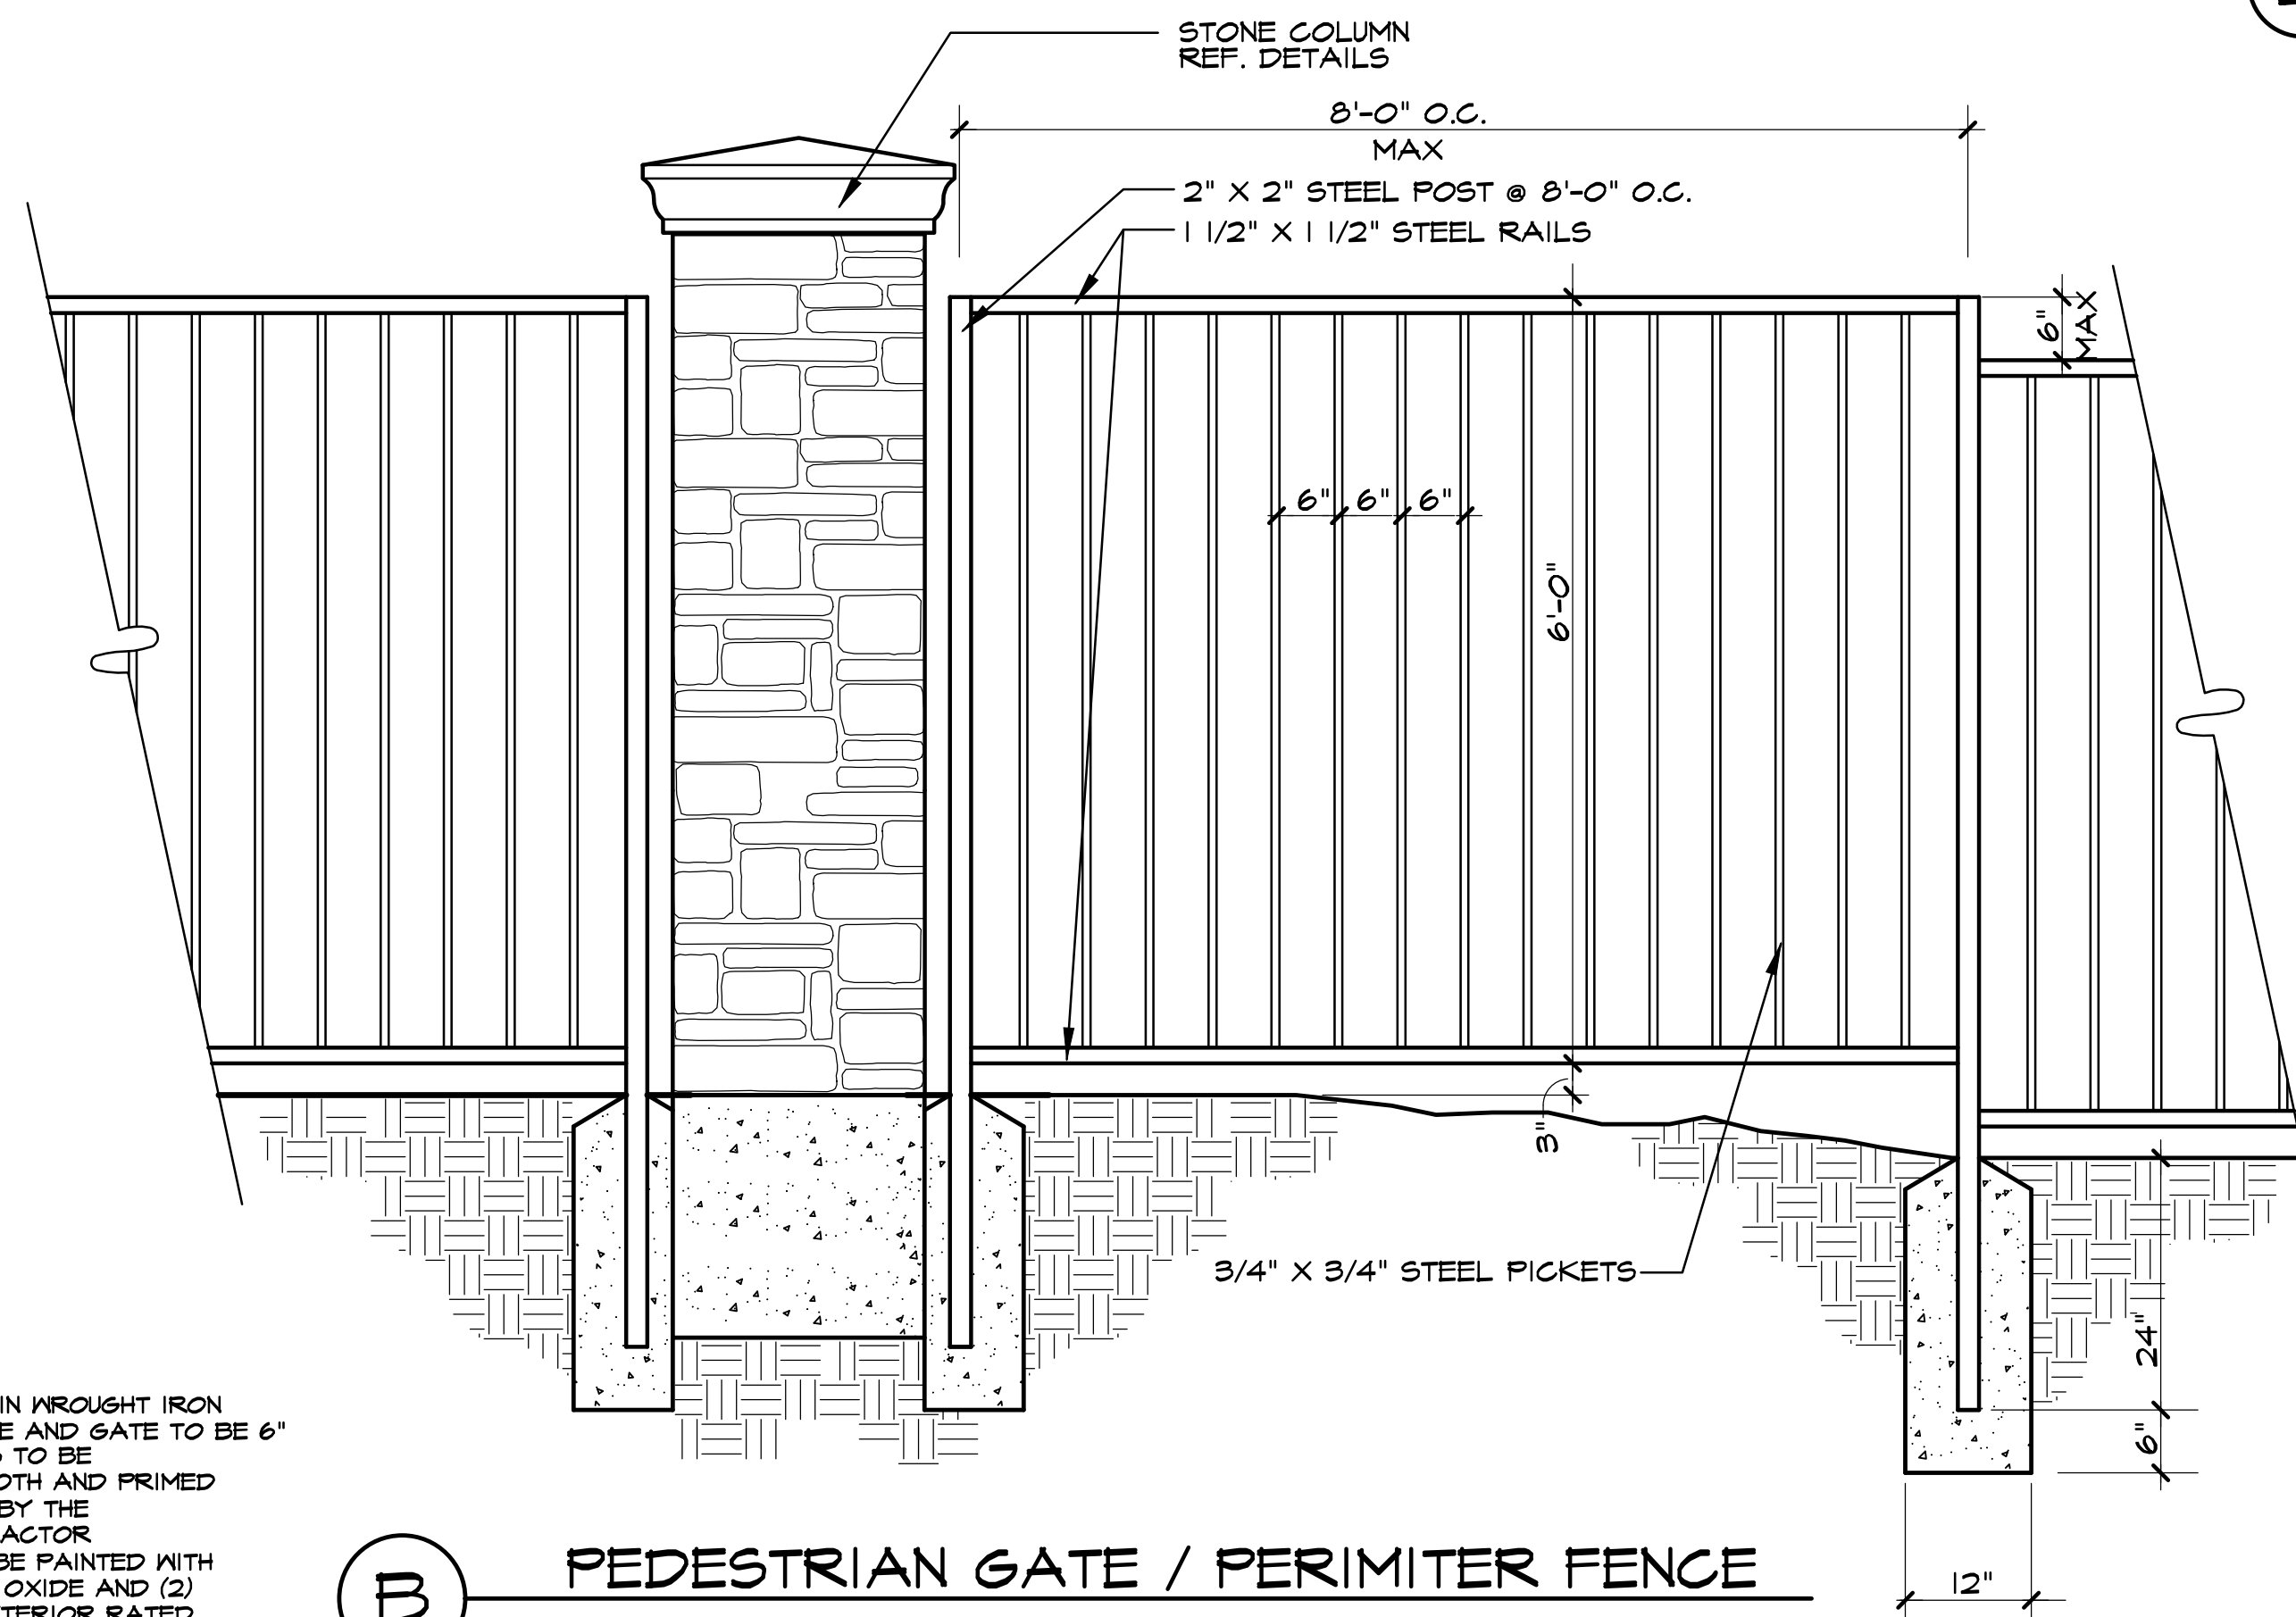 STONE COLUMN
REF. DETAILS
8'-0" O.C.
MAX
2" X 2" STEEL POST @ 8'-0" O.C.
1 1/2" X 1 1/2" STEEL RAILS
6"
MAX
6" 6" 6"
6'-0"
3"
3/4" X 3/4" STEEL PICKETS
24"
6"
12"
IN WROUGHT IRON
AND GATE TO BE 6"
TO BE
AND PRIMED
BY THE
BE PAINTED WITH
OXIDE AND (2)
RATED
B
PEDESTRIAN GATE / PERIMITER FENCE